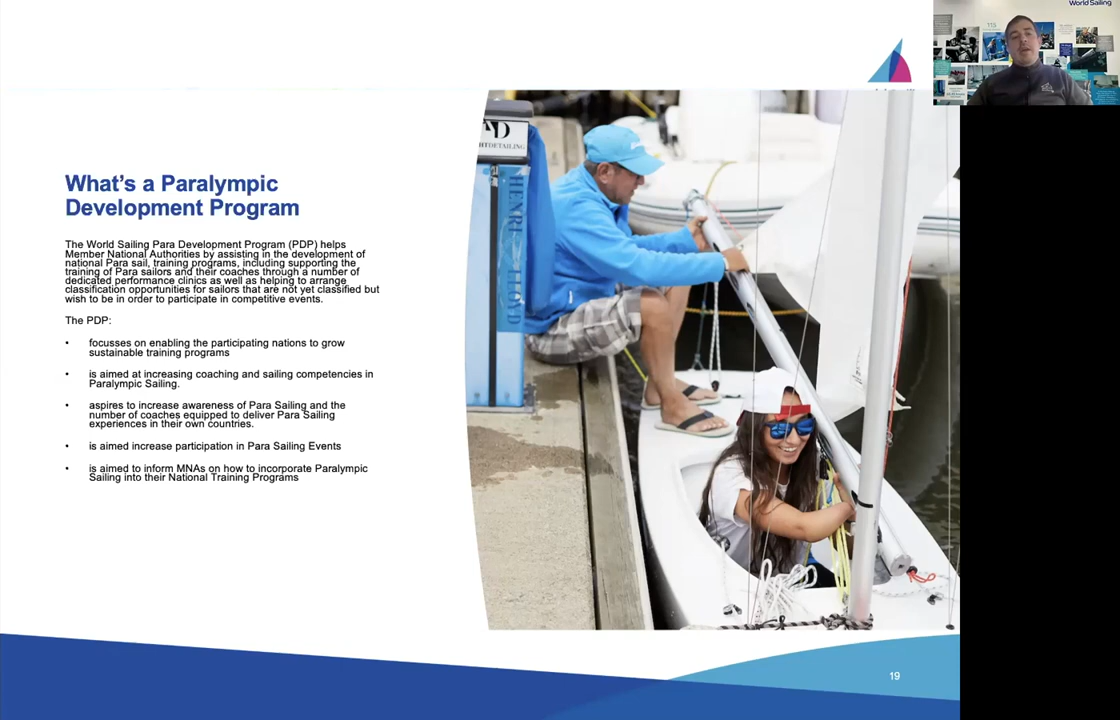 World Sailing
What's a Paralympic
Development Program
The World Sailing Para Development Program (PDP) helps
Member National Authorities by assisting in the development of
national Para sail, training programs, including supporting the
training of Para sailors and their coaches through a number of
dedicated performance clinics as well as helping to arrange
classification opportunities for sailors that are not yet classified but
wish to be in order to participate in competitive events.
The PDP:
• focusses on enabling the participating nations to grow
sustainable training programs
• is aimed at increasing coaching and sailing competencies in
Paralympic Sailing.
• aspires to increase awareness of Para Sailing and the
number of coaches equipped to deliver Para Sailing
experiences in their own countries.
• is aimed increase participation in Para Sailing Events
• is aimed to inform MNAs on how to incorporate Paralympic
Sailing into their National Training Programs
HENRI LLOYD
19